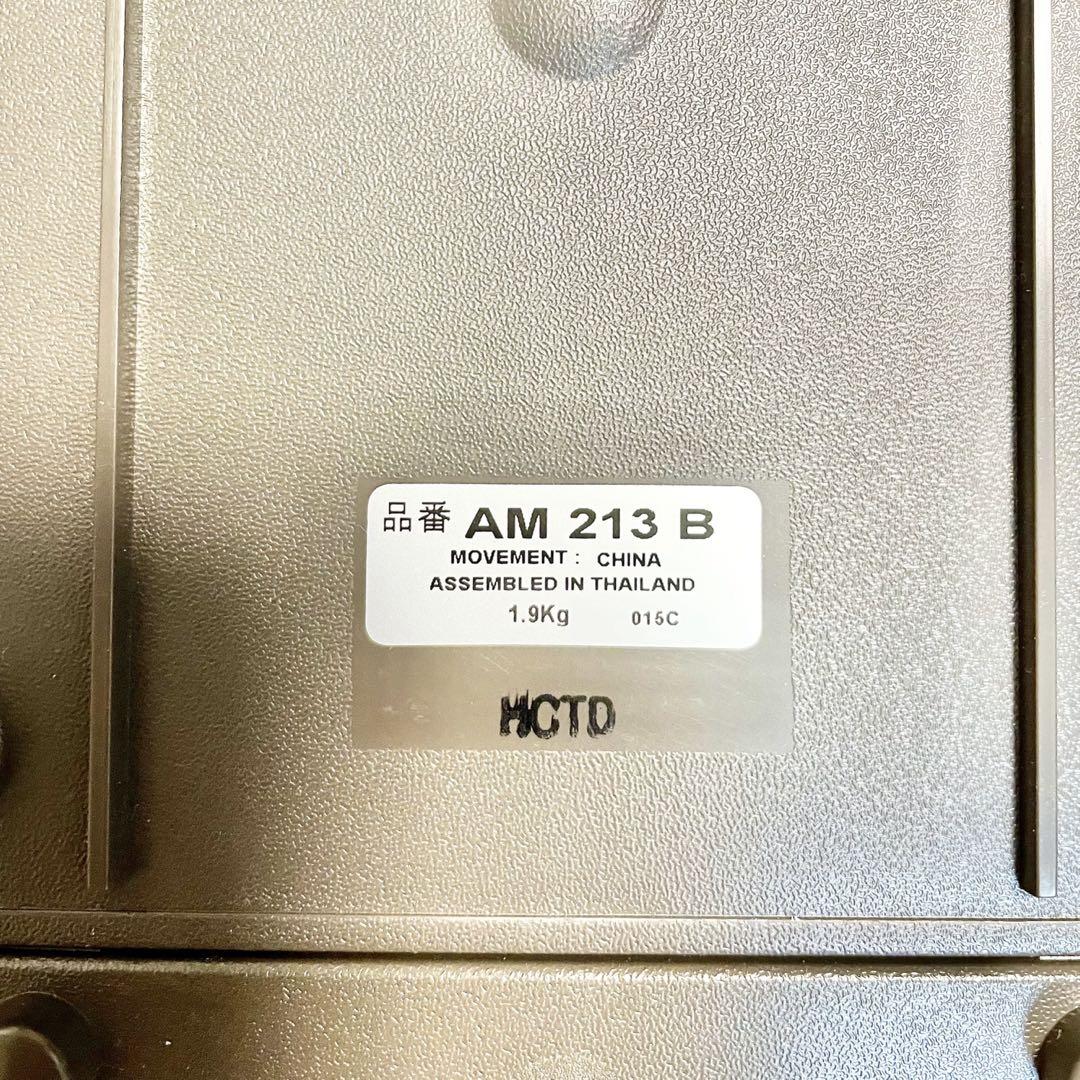 品番 AM 213 B
MOVEMENT : CHINA
ASSEMBLED IN THAILAND
1.9Kg 015C
HCTD